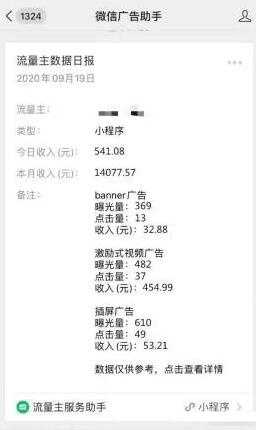 1324
微信广告助手
流量主数据日报
2020年09月19日
流量主:
类型: 小程序
今日收入(元): 541.08
本月收入(元): 14077.57
备注: banner广告
曝光量: 369
点击量: 13
收入(元): 32.88
激励式视频广告
曝光量: 482
点击量: 37
收入(元): 454.99
插屏广告
曝光量: 610
点击量: 49
收入(元): 53.21
数据仅供参考，点击查看详情
流量主服务助手 小程序